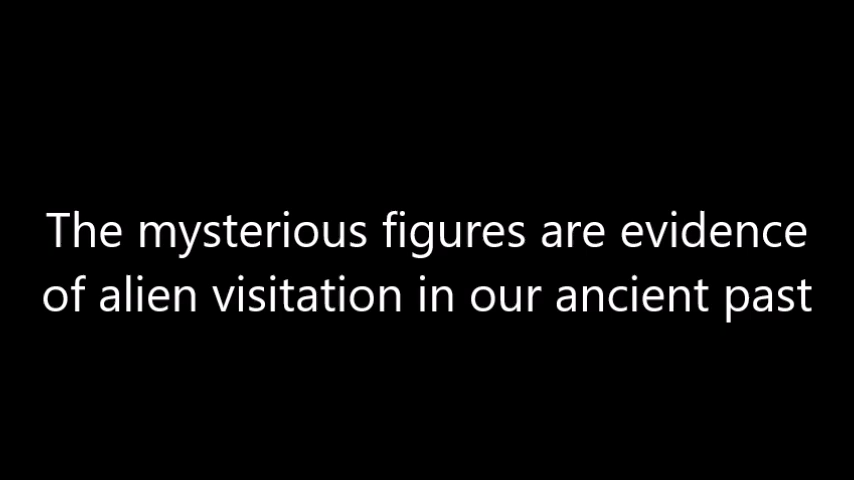 The mysterious figures are evidence
of alien visitation in our ancient past